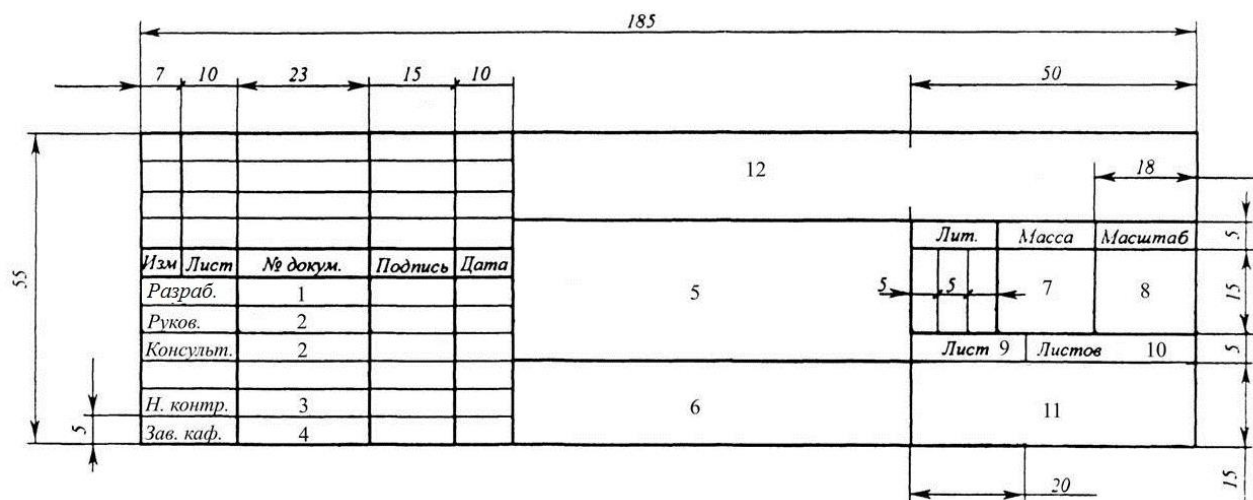 185
7 10 23 15 10 50
12
18
Лит. Масса Масштаб 5
Изм Лист № докум. Подпись Дата
55
Разраб. 1
5 5 5 7 8 15
Руков. 2
Консульт. 2
Лист 9 Листов 10 5
Н. контр. 3 6 11
5
Зав. каф. 4
15
20